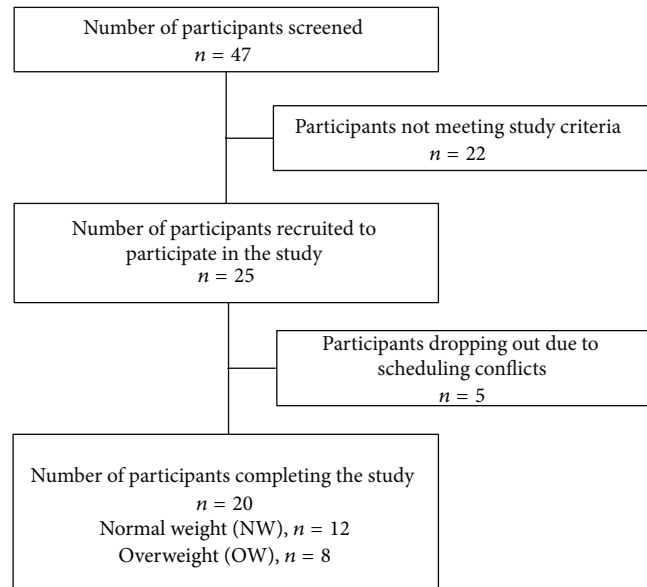 Number of participants screened
n = 47
Participants not meeting study criteria
n = 22
Number of participants recruited to
participate in the study
n = 25
Participants dropping out due to
scheduling conflicts
n = 5
Number of participants completing the study
n = 20
Normal weight (NW), n = 12
Overweight (OW), n = 8